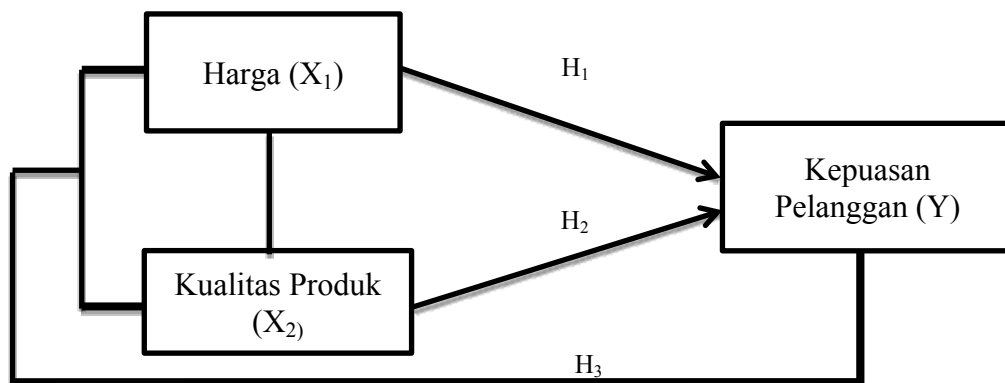 Harga (X₁)
H₁
Kepuasan
Pelanggan (Y)
H₂
Kualitas Produk
(X₂)
H₃